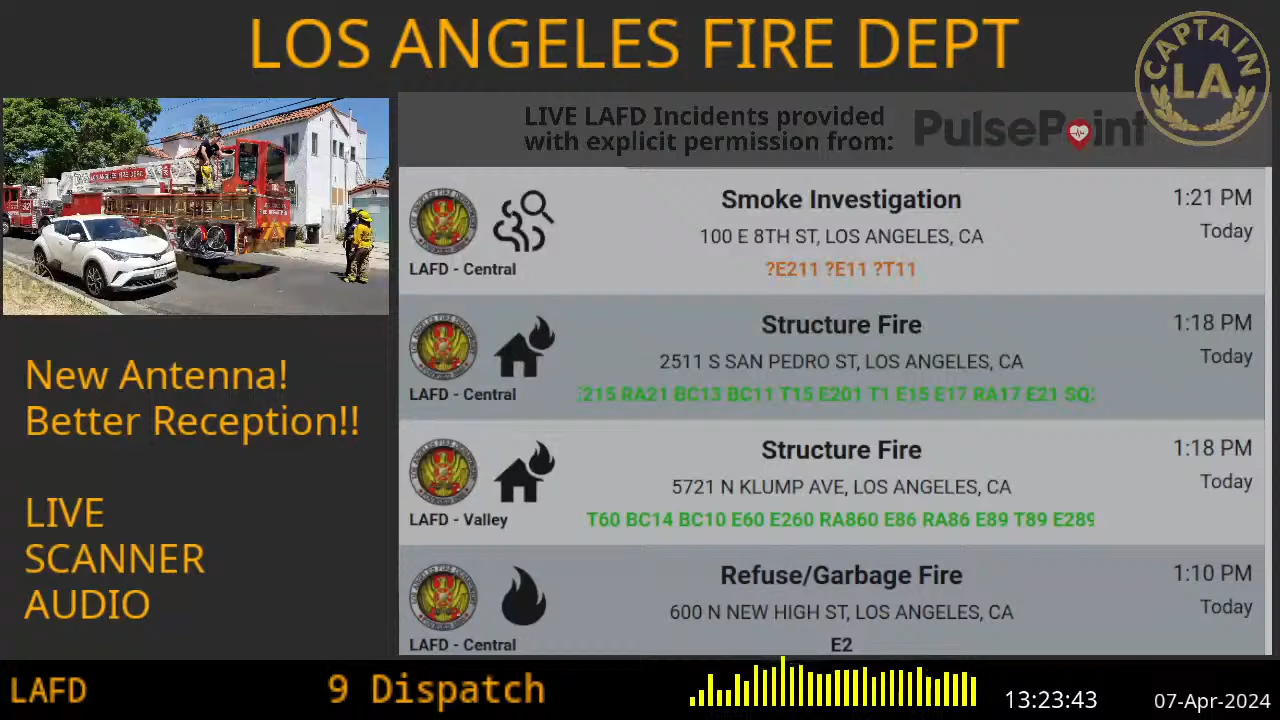 LOS ANGELES FIRE DEPT
CAPTAIN
LA
LIVE LAFD Incidents provided
with explicit permission from:
PulsePoint
Smoke Investigation
1:21 PM
100 E 8TH ST, LOS ANGELES, CA
Today
LAFD - Central
?E211 ?E11 ?T11
Structure Fire
1:18 PM
2511 S SAN PEDRO ST, LOS ANGELES, CA
Today
LAFD - Central
215 RA21 BC13 BC11 T15 E201 T1 E15 E17 RA17 E21 SQ
Structure Fire
1:18 PM
5721 N KLUMP AVE, LOS ANGELES, CA
Today
LAFD - Valley
T60 BC14 BC10 E60 E260 RA860 E86 RA86 E89 T89 E289
Refuse/Garbage Fire
1:10 PM
600 N NEW HIGH ST, LOS ANGELES, CA
Today
LAFD - Central
E2
New Antenna!
Better Reception!!
LIVE
SCANNER
AUDIO
LAFD
9 Dispatch
13:23:43
07-Apr-2024